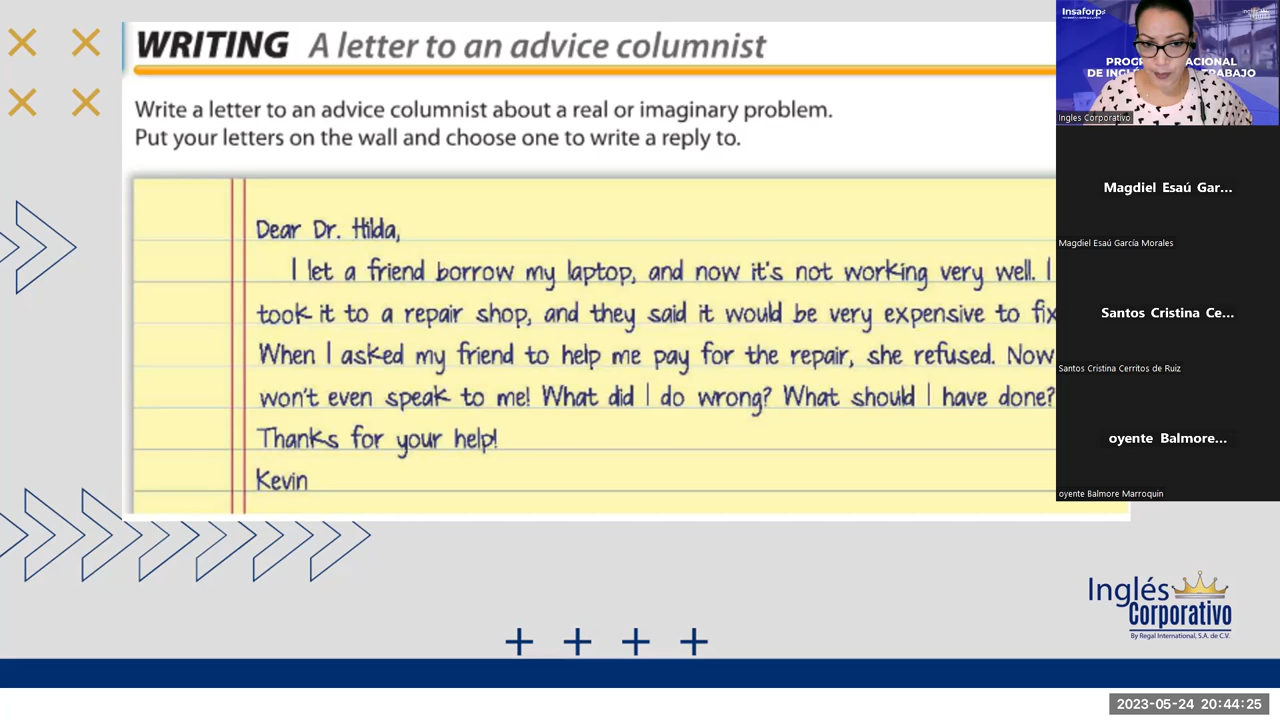 WRITING A letter to an advice columnist
Write a letter to an advice columnist about a real or imaginary problem.
Put your letters on the wall and choose one to write a reply to.
Dear Dr. Hilda,
I let a friend borrow my laptop, and now it's not working very well. I
took it to a repair shop, and they said it would be very expensive to fix
When I asked my friend to help me pay for the repair, she refused. Now
won't even speak to me! What did I do wrong? What should I have done?
Thanks for your help!
Kevin
Insaforp
Ingles Corporativo
Magdiel Esaú Gar...
Magdiel Esaú García Morales
Santos Cristina Ce...
Santos Cristina Cerritos de Ruiz
oyente Balmore...
oyente Balmore Marroquin
Inglés
Corporativo
By Regal International, S.A. de C.V.
2023-05-24 20:44:25